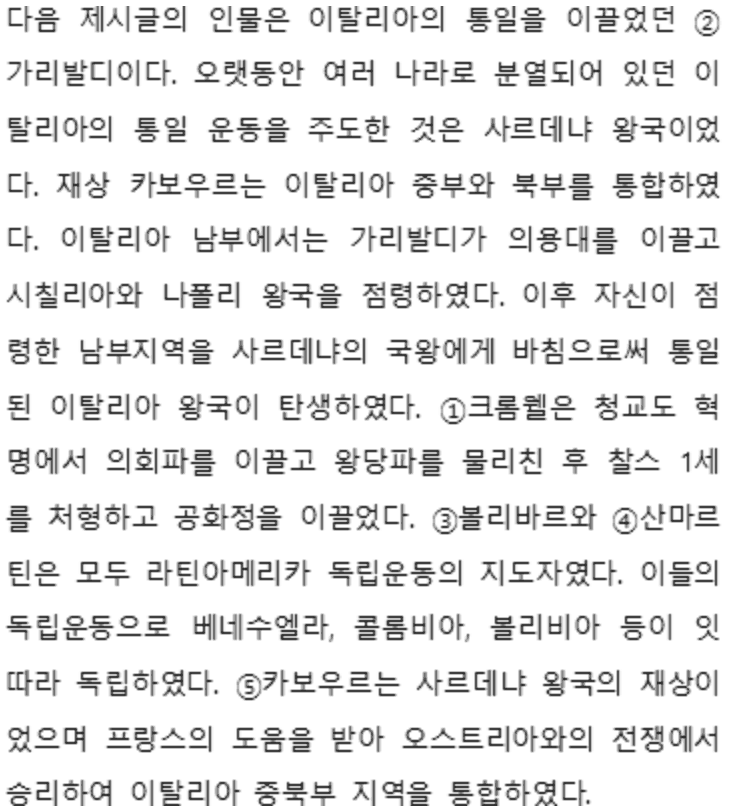 다음 제시글의 인물은 이탈리아의 통일을 이끌었던 ②
가리발디이다. 오랫동안 여러 나라로 분열되어 있던 이
탈리아의 통일 운동을 주도한 것은 사르데냐 왕국이었
다. 재상 카보우르는 이탈리아 중부와 북부를 통합하였
다. 이탈리아 남부에서는 가리발디가 의용대를 이끌고
시칠리아와 나폴리 왕국을 점령하였다. 이후 자신이 점
령한 남부지역을 사르데냐의 국왕에게 바침으로써 통일
된 이탈리아 왕국이 탄생하였다. ①크롬웰은 청교도 혁
명에서 의회파를 이끌고 왕당파를 물리친 후 찰스 1세
를 처형하고 공화정을 이끌었다. ③볼리바르와 ④산마르
틴은 모두 라틴아메리카 독립운동의 지도자였다. 이들의
독립운동으로 베네수엘라, 콜롬비아, 볼리비아 등이 잇
따라 독립하였다. ⑤카보우르는 사르데냐 왕국의 재상이
었으며 프랑스의 도움을 받아 오스트리아와의 전쟁에서
승리하여 이탈리아 중북부 지역을 통합하였다.